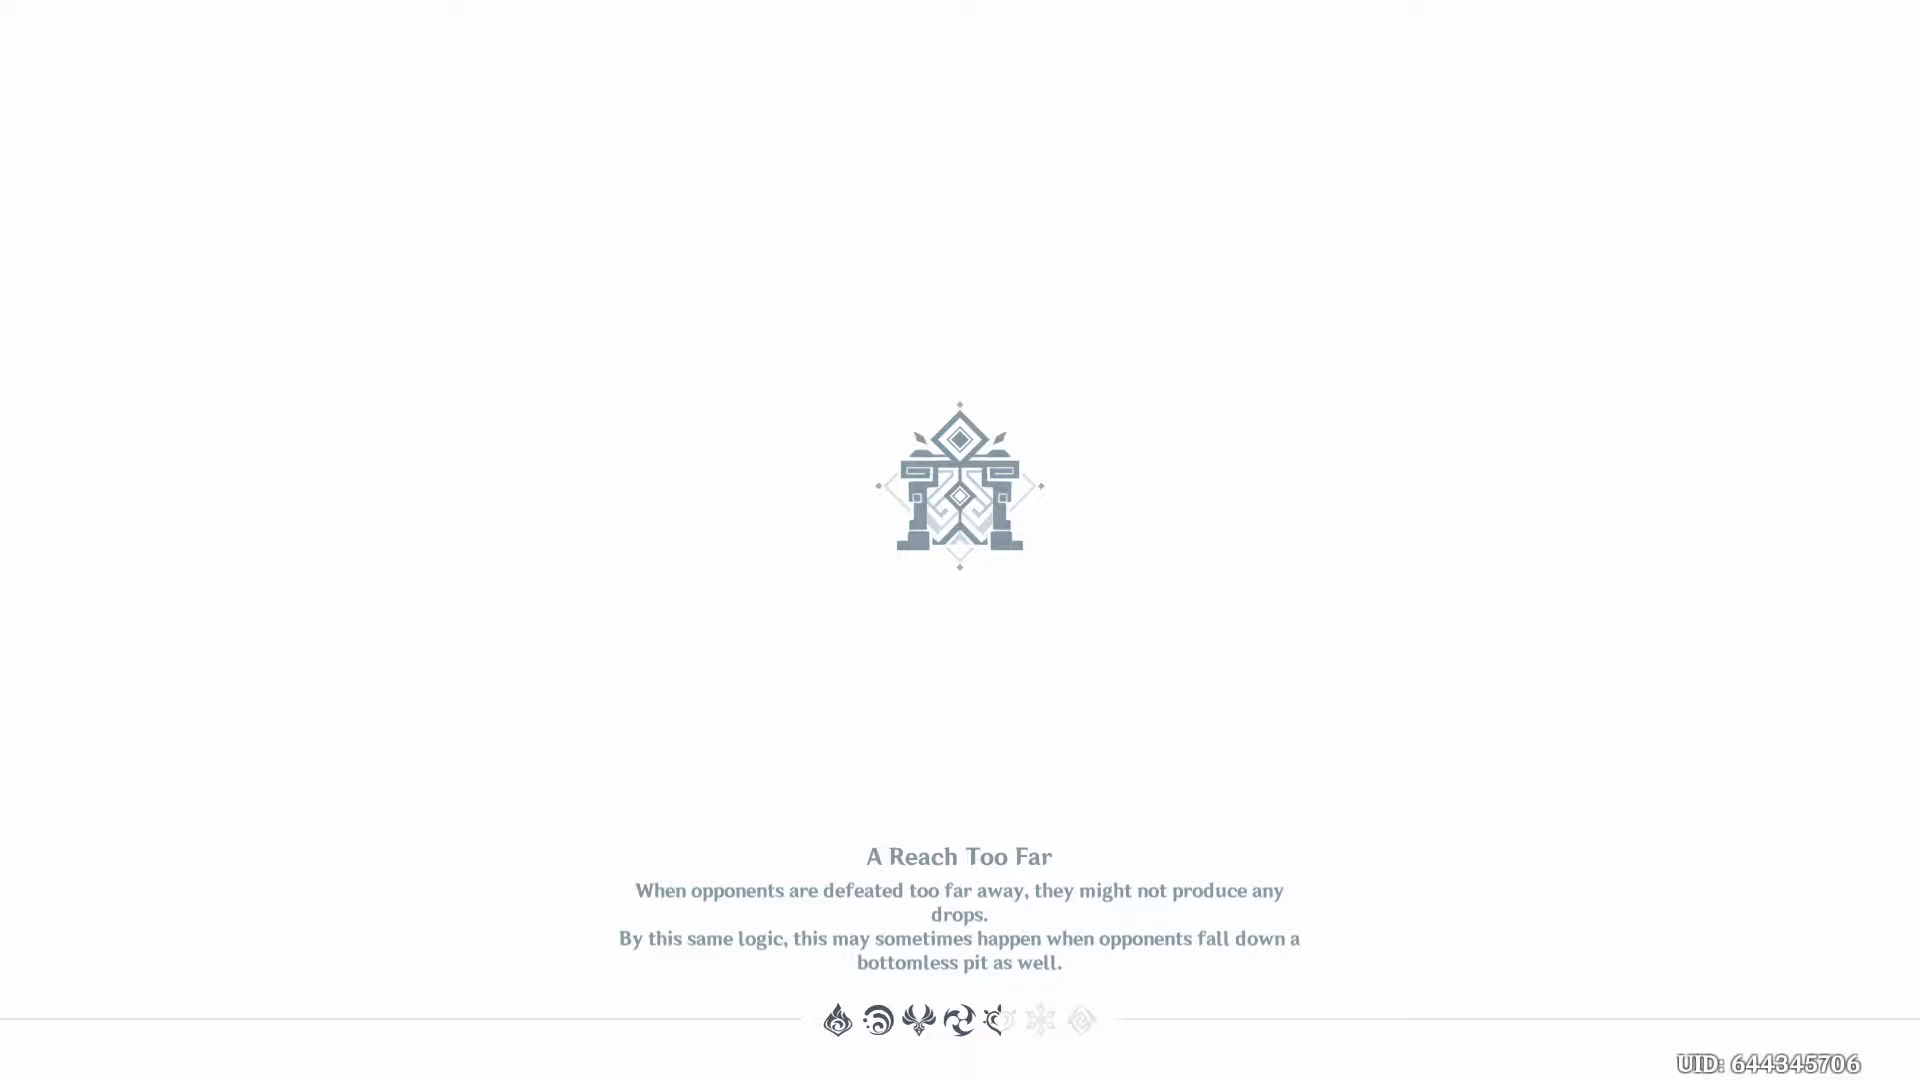 A Reach Too Far
When opponents are defeated too far away, they might not produce any
drops.
By this same logic, this may sometimes happen when opponents fall down a
bottomless pit as well.
UID: 644345706